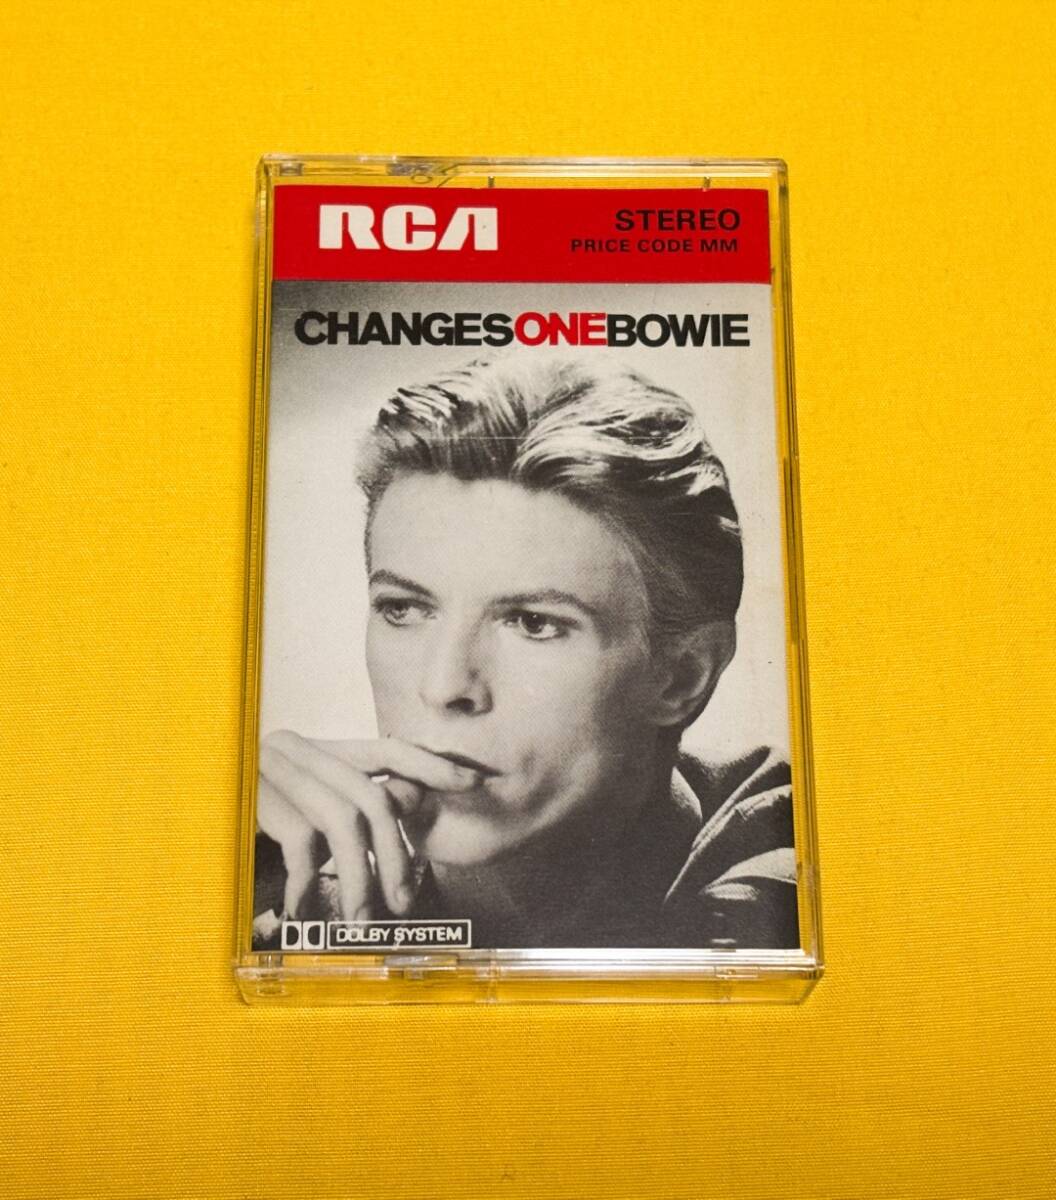 RCA
STEREO
PRICE CODE MM
CHANGESONEBOWIE
DOLBY SYSTEM